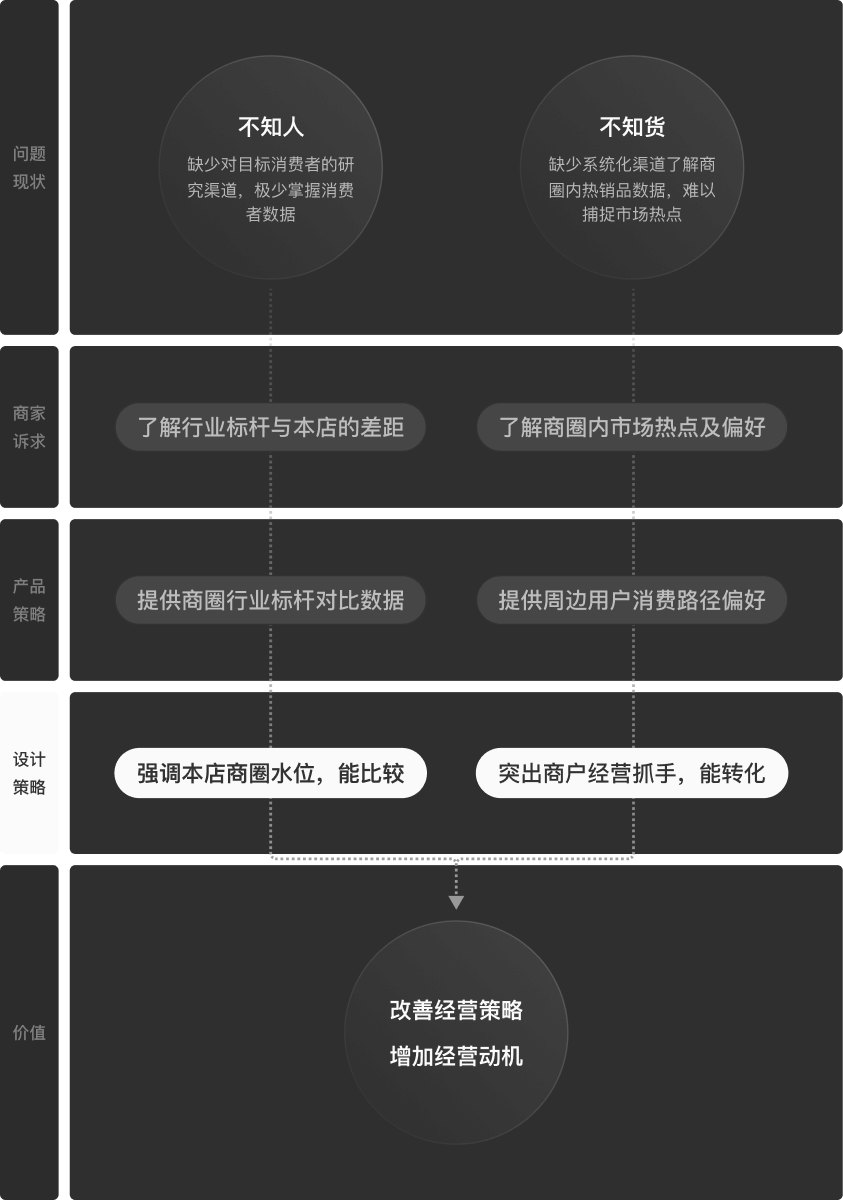 问题
现状
不知人
缺少对目标消费者的研
究渠道，极少掌握消费
者数据
不知货
缺少系统化渠道了解商
圈内热销品数据，难以
捕捉市场热点
商家
诉求
了解行业标杆与本店的差距
了解商圈内市场热点及偏好
产品
策略
提供商圈行业标杆对比数据
提供周边用户消费路径偏好
设计
策略
强调本店商圈水位，能比较
突出商户经营抓手，能转化
价值
改善经营策略
增加经营动机